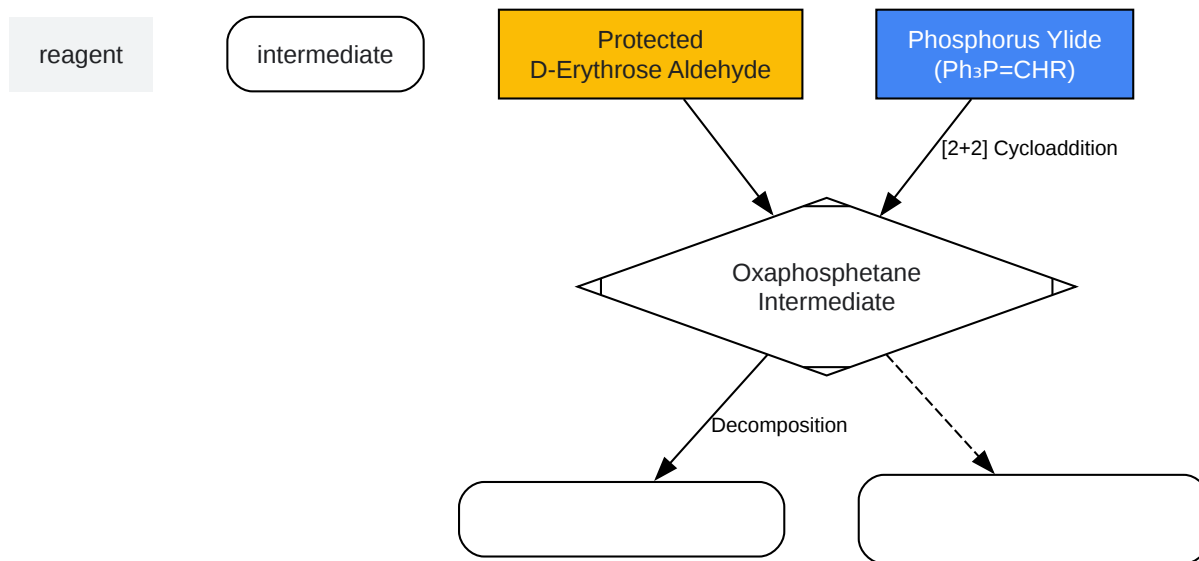 reagent
intermediate
Protected
D-Erythrose Aldehyde
Phosphorus Ylide
(Ph₃P=CHR)
[2+2] Cycloaddition
Oxaphosphetane
Intermediate
Decomposition